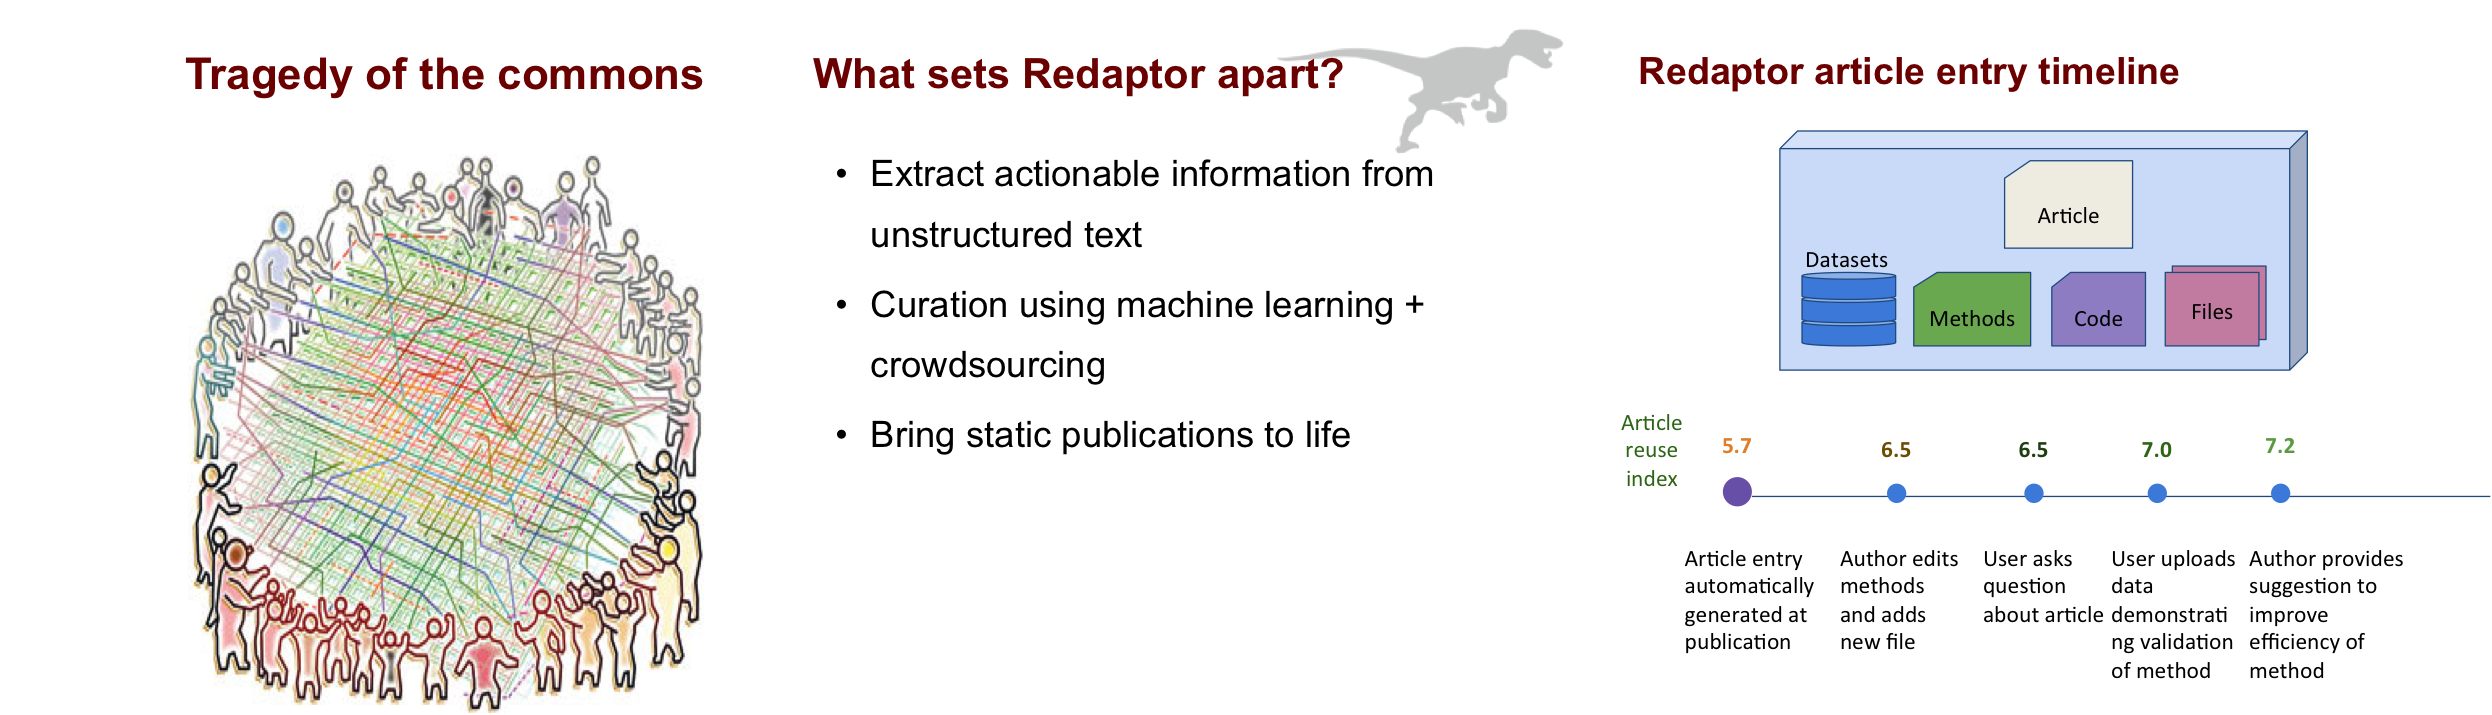 Tragedy of the commons
What sets Redaptor apart?
• Extract actionable information from
unstructured text
• Curation using machine learning +
crowdsourcing
• Bring static publications to life
Redaptor article entry timeline
Article
Datasets
Methods
Code
Files
Article
reuse
index
5.7
6.5
6.5
7.0
7.2
Article entry
automatically
generated at
publication
Author edits
methods
and adds
new file
User asks
question
about article
User uploads
data
demonstrati
ng validation
of method
Author provides
suggestion to
improve
efficiency of
method